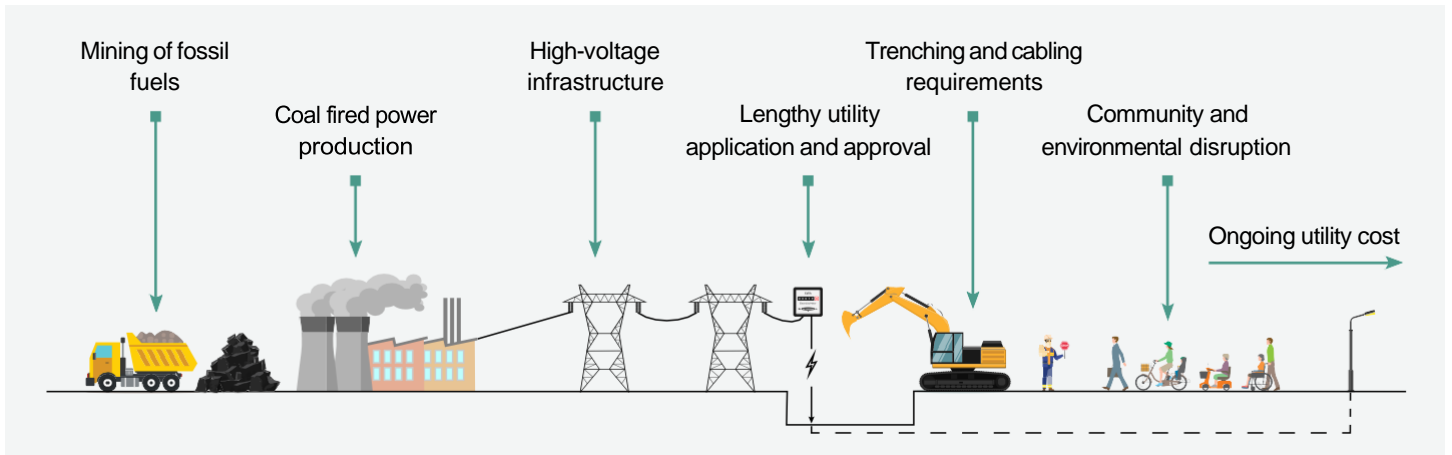 Mining of fossil
fuels
Coal fired power
production
High-voltage
infrastructure
Lengthy utility
application and approval
Trenching and cabling
requirements
Community and
environmental disruption
Ongoing utility cost